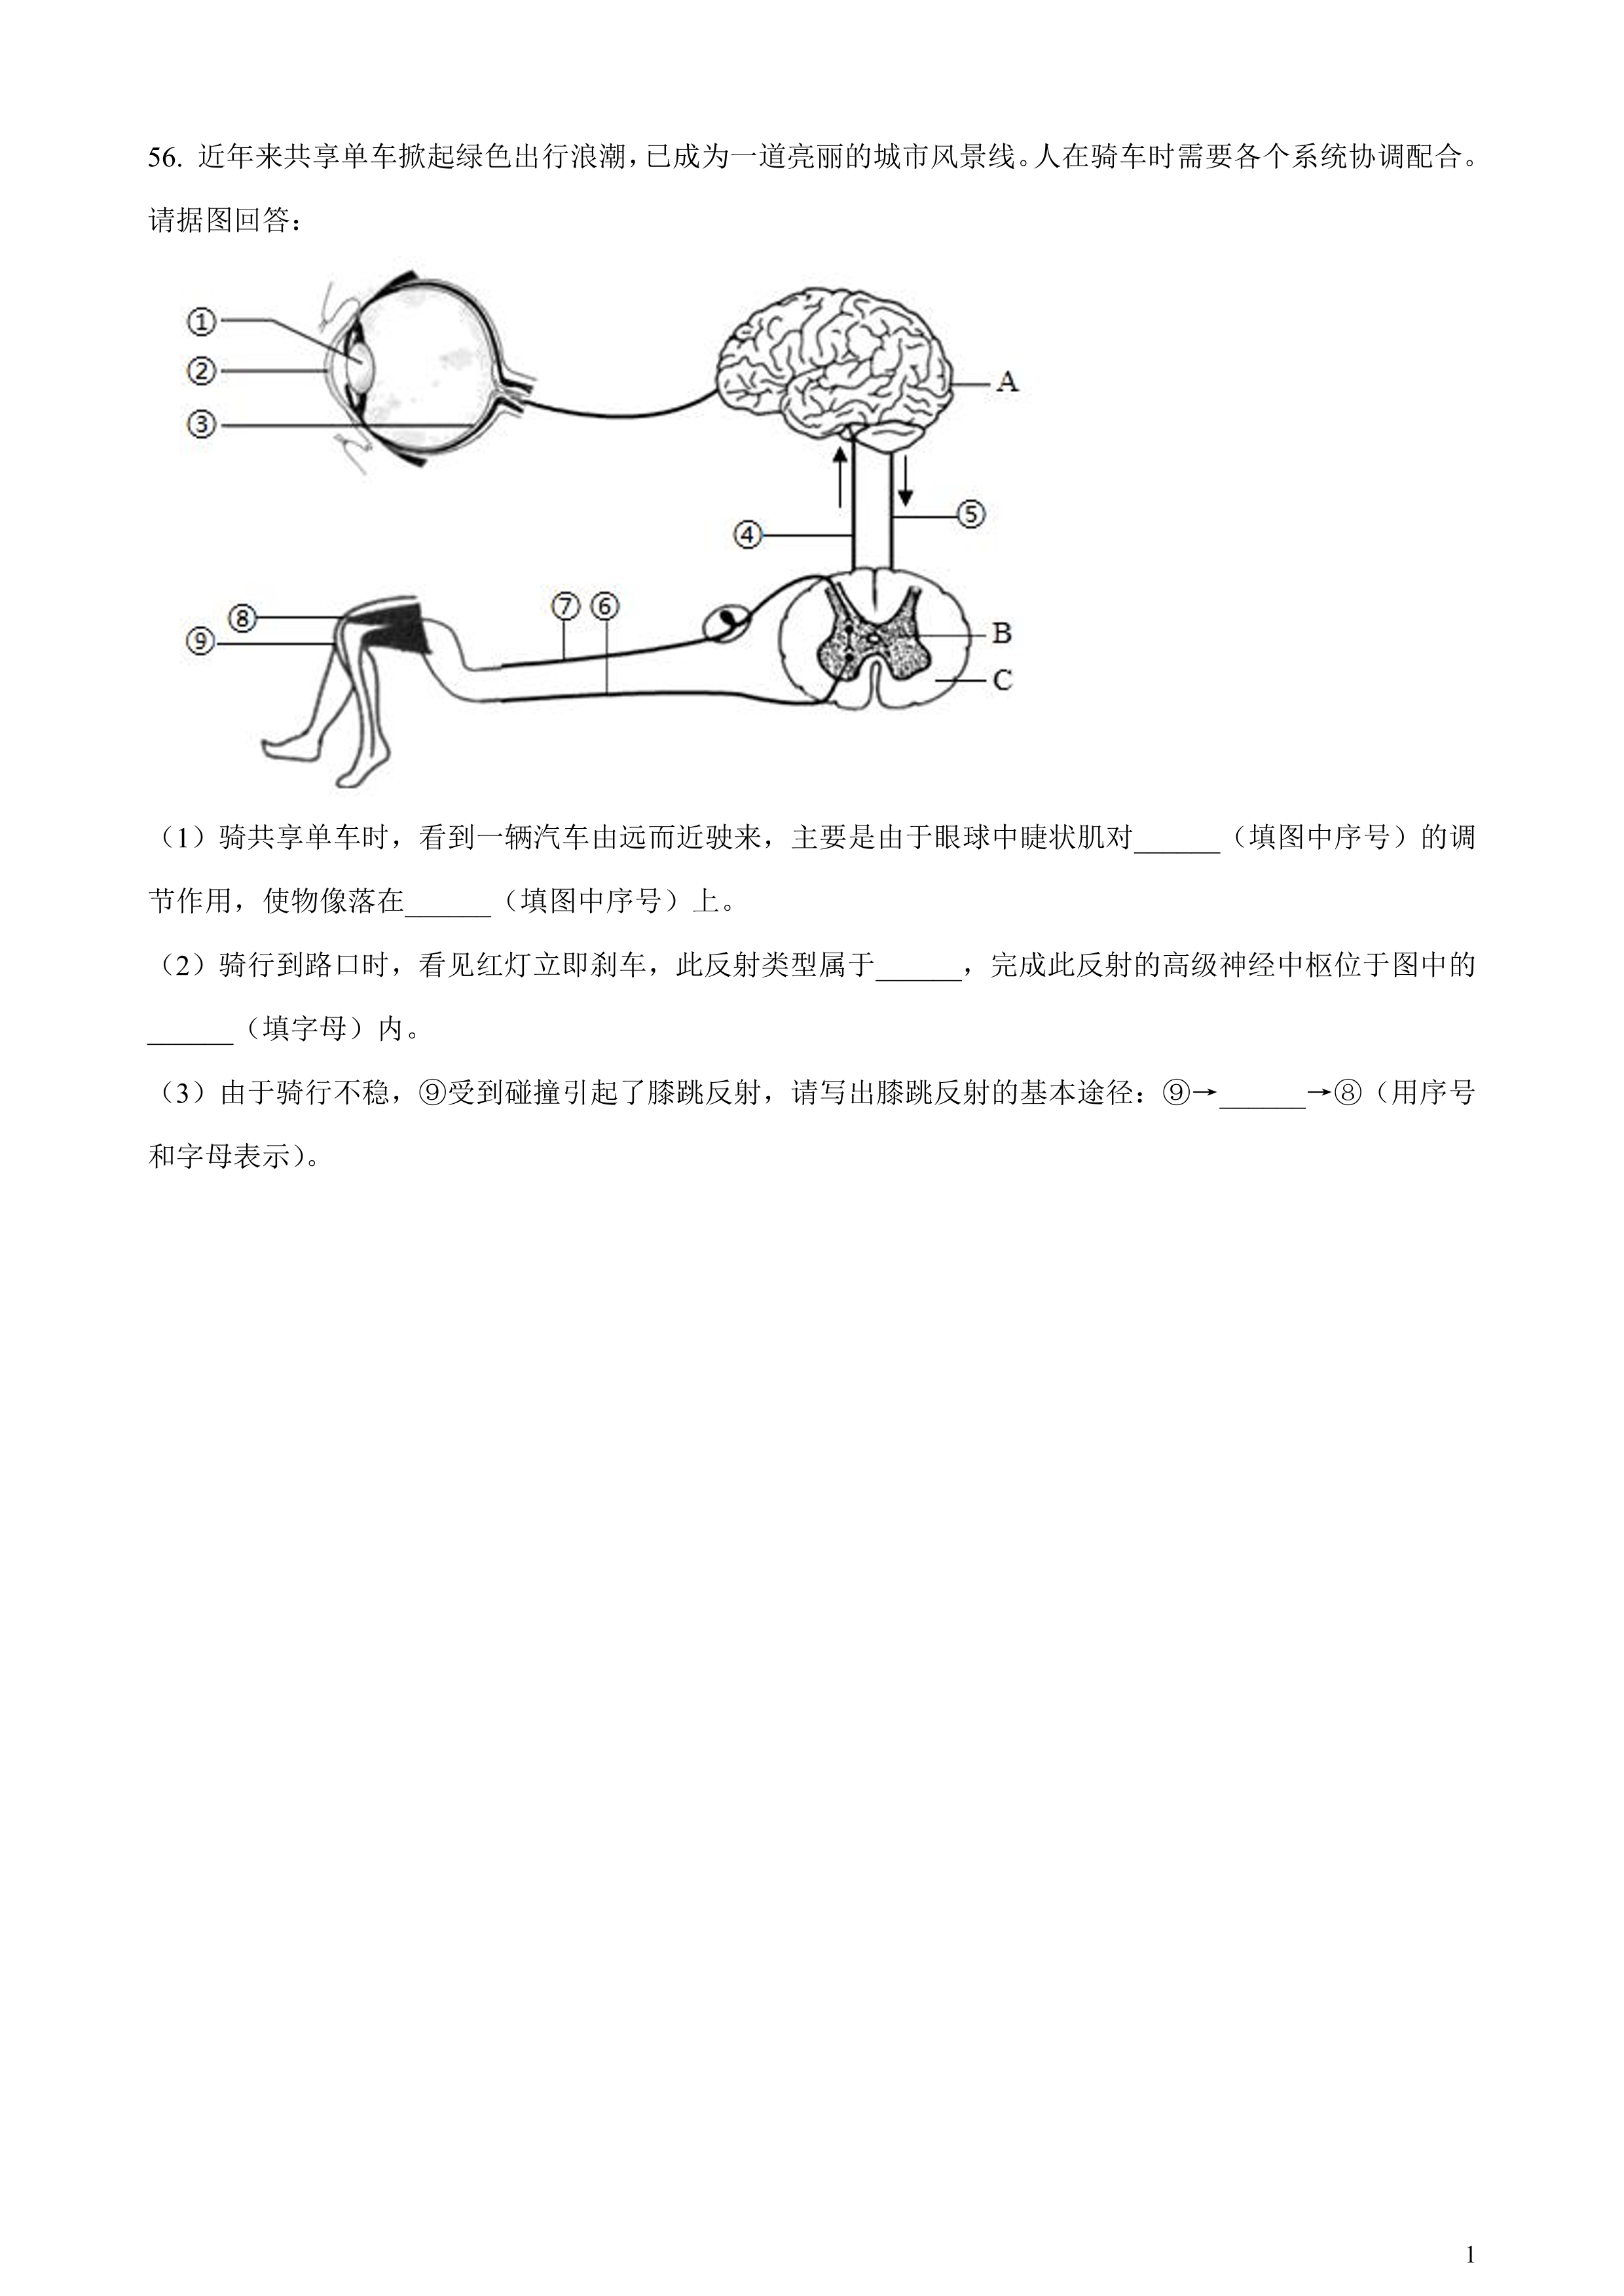 56. 近年来共享单车掀起绿色出行浪潮，已成为一道亮丽的城市风景线。人在骑车时需要各个系统协调配合。
请据图回答：
①
②
③
A
④
⑤
⑧
⑨
⑦ ⑥
B
C
（1）骑共享单车时，看到一辆汽车由远而近驶来，主要是由于眼球中睫状肌对______（填图中序号）的调
节作用，使物像落在______（填图中序号）上。
（2）骑行到路口时，看见红灯立即刹车，此反射类型属于______，完成此反射的高级神经中枢位于图中的
______（填字母）内。
（3）由于骑行不稳，⑨受到碰撞引起了膝跳反射，请写出膝跳反射的基本途径：⑨→______→⑧（用序号
和字母表示）。
1